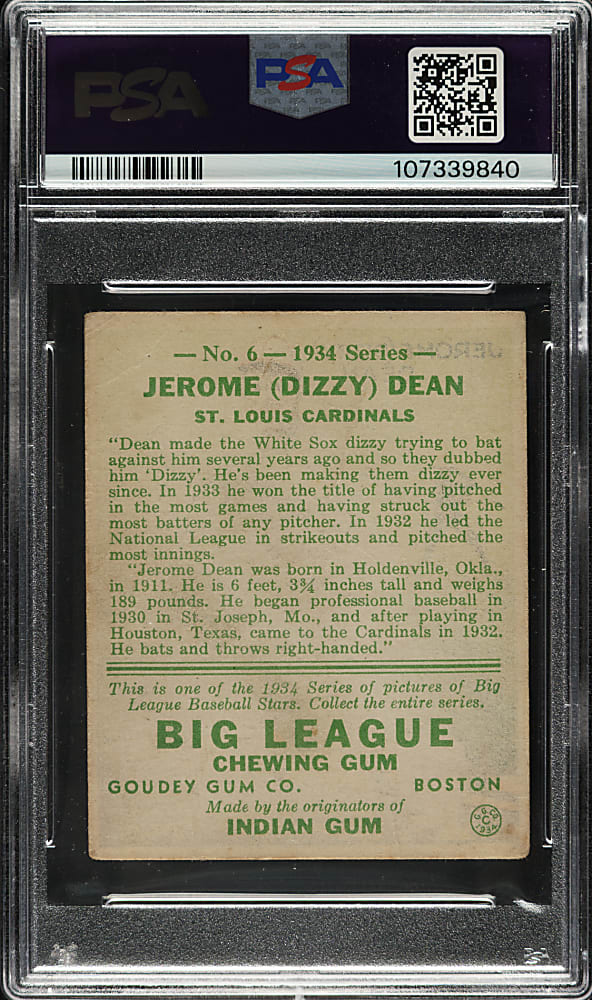 PSA
PSA
107339840
— No. 6 — 1934 Series —
JEROME (DIZZY) DEAN
ST. LOUIS CARDINALS
"Dean made the White Sox dizzy trying to bat
against him several years ago and so they dubbed
him 'Dizzy'. He's been making them dizzy ever
since. In 1933 he won the title of having pitched
in the most games and having struck out the
most batters of any pitcher. In 1932 he led the
National League in strikeouts and pitched the
most innings.
"Jerome Dean was born in Holdenville, Okla.,
in 1911. He is 6 feet, 3¾ inches tall and weighs
189 pounds. He began professional baseball in
1930 in St. Joseph, Mo., and after playing in
Houston, Texas, came to the Cardinals in 1932.
He bats and throws right-handed."
This is one of the 1934 Series of pictures of Big
League Baseball Stars. Collect the entire series.
BIG LEAGUE
CHEWING GUM
GOUDEY GUM CO. BOSTON
Made by the originators of
INDIAN GUM
G.G.CO.
C
1934